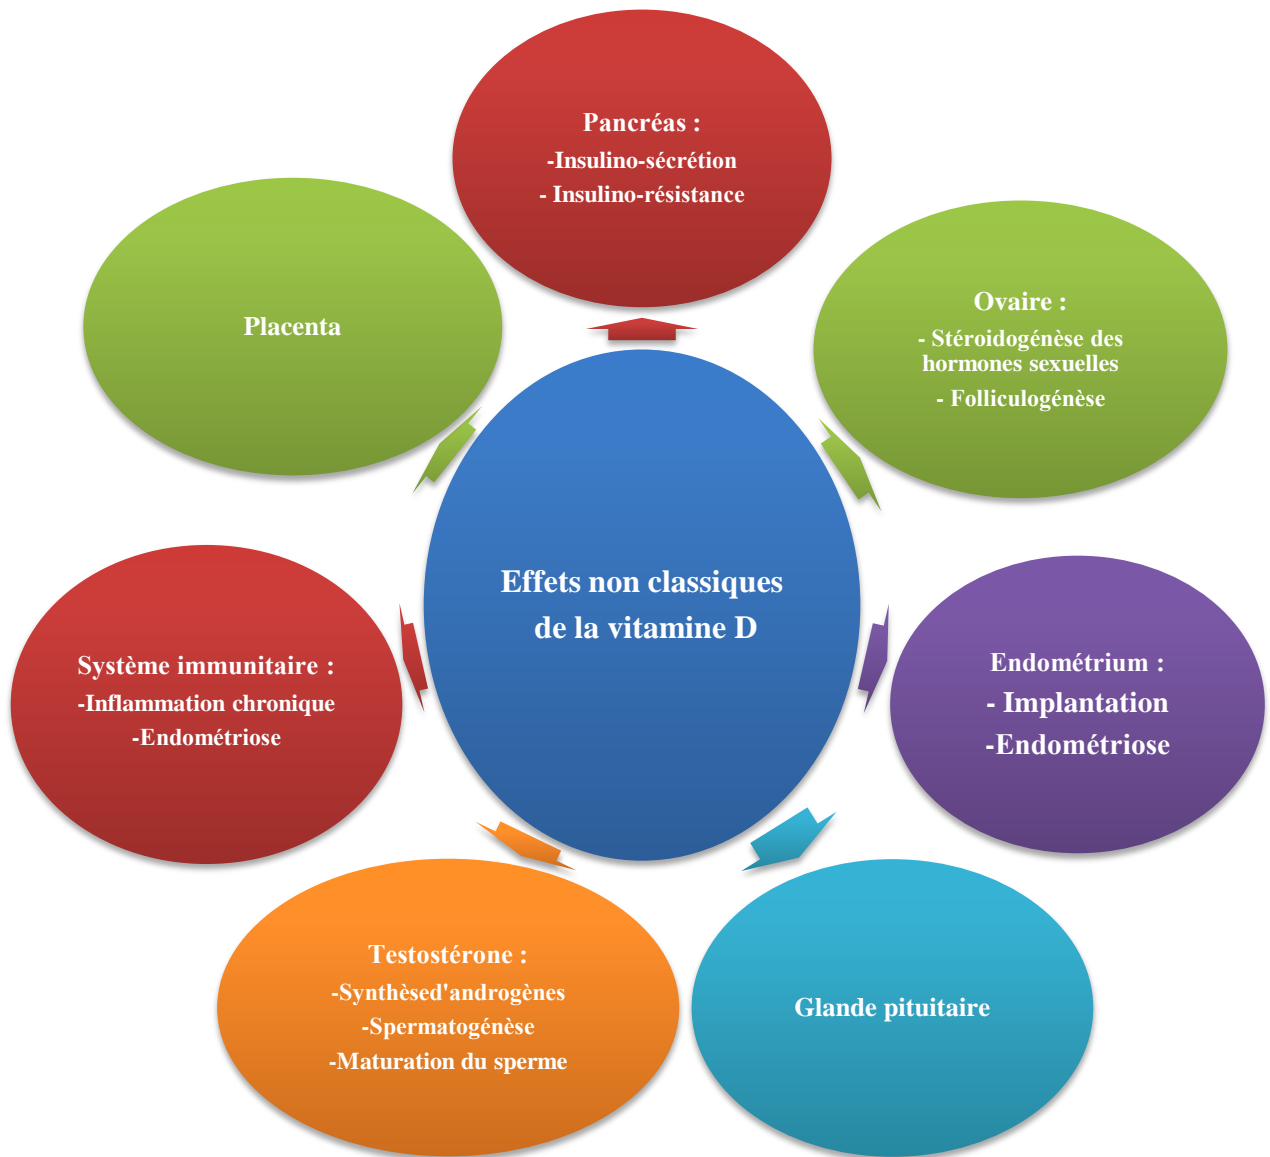 Pancréas :
-Insulino-sécrétion
- Insulino-résistance
Ovaire :
- Stéroidogénèse des
hormones sexuelles
- Folliculogénèse
Placenta
Effets non classiques
de la vitamine D
Système immunitaire :
-Inflammation chronique
-Endométriose
Endométrium :
- Implantation
-Endométriose
Testostérone :
-Synthèsed'androgènes
-Spermatogénèse
-Maturation du sperme
Glande pituitaire